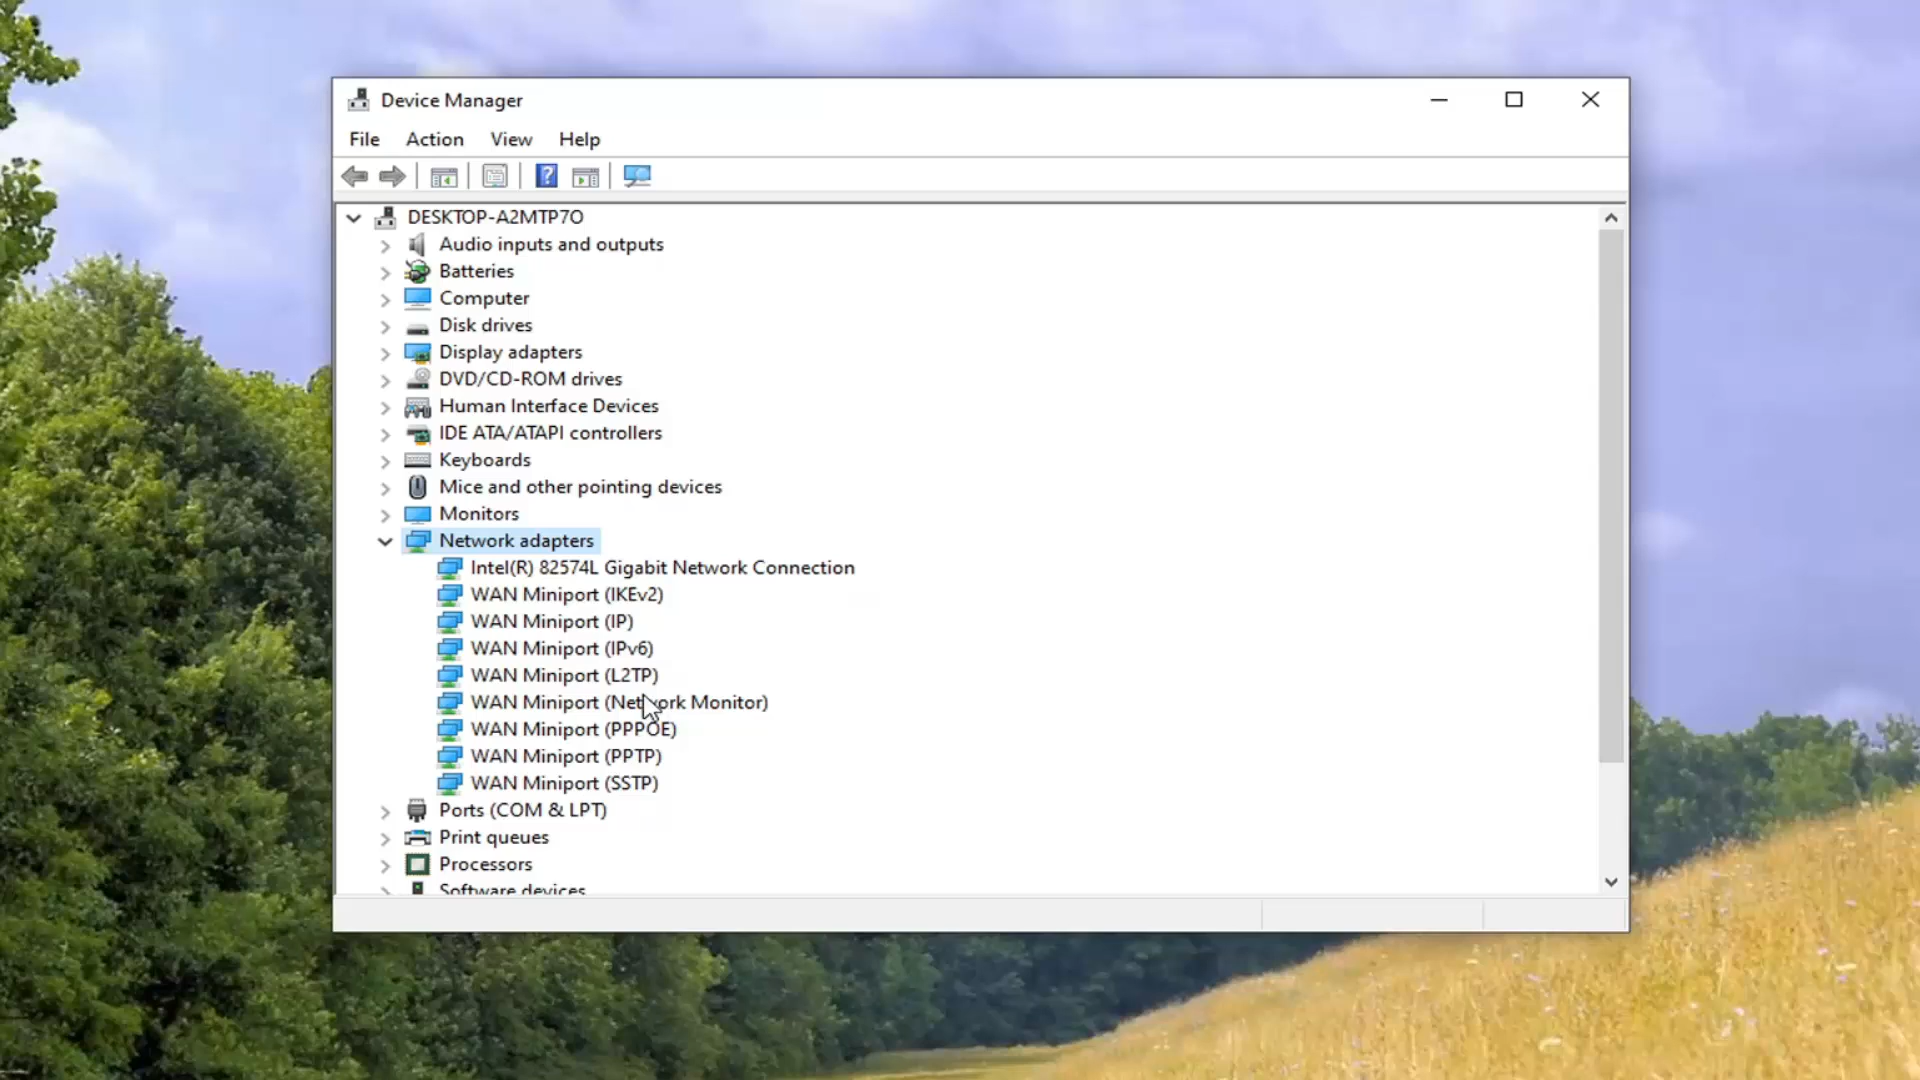 Device Manager
File Action View Help
DESKTOP-A2MTP7O
Audio inputs and outputs
Batteries
Computer
Disk drives
Display adapters
DVD/CD-ROM drives
Human Interface Devices
IDE ATA/ATAPI controllers
Keyboards
Mice and other pointing devices
Monitors
Network adapters
Intel(R) 82574L Gigabit Network Connection
WAN Miniport (IKEv2)
WAN Miniport (IP)
WAN Miniport (IPv6)
WAN Miniport (L2TP)
WAN Miniport (Network Monitor)
WAN Miniport (PPPOE)
WAN Miniport (PPTP)
WAN Miniport (SSTP)
Ports (COM & LPT)
Print queues
Processors
Software devices